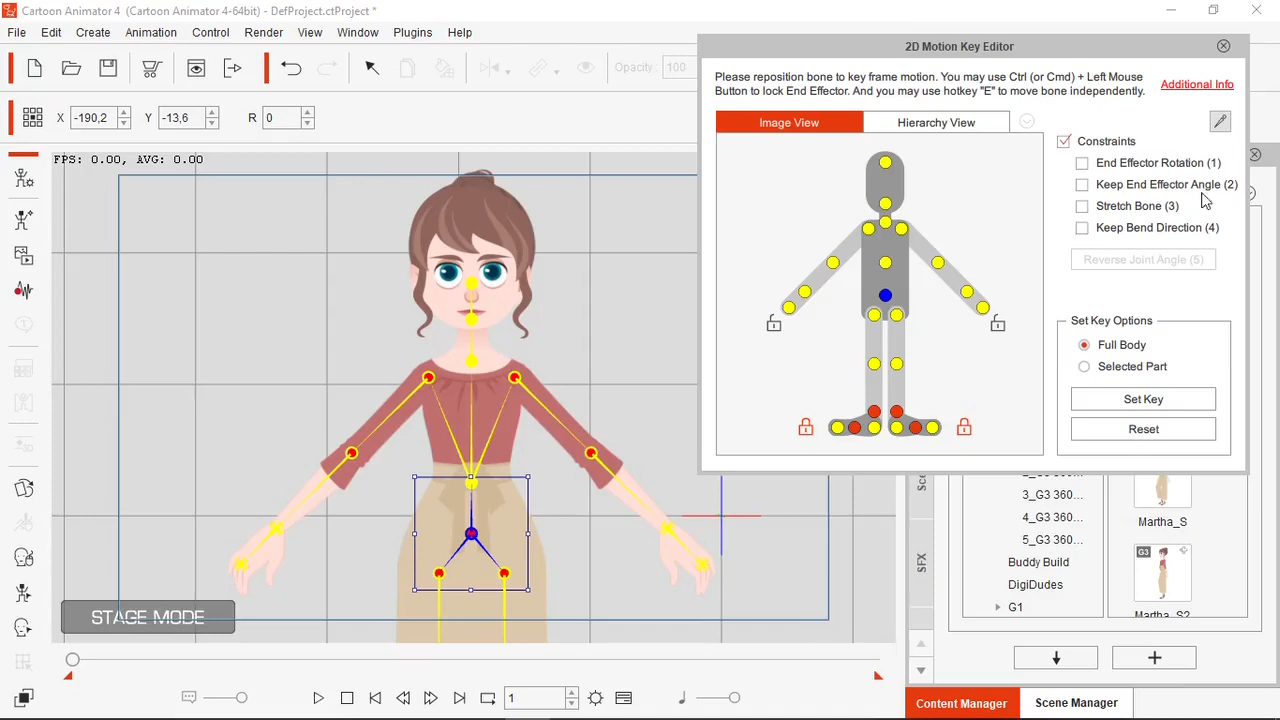 Cartoon Animator 4 (Cartoon Animator 4-64bit) - DefProject.ctProject *
File Edit Create Animation Control Render View Window Plugins Help
Opacity : 100
X -190,2 Y -13,6 R 0
FPS: 0.00, AVG: 0.00
2D Motion Key Editor
Please reposition bone to key frame motion. You may use Ctrl (or Cmd) + Left Mouse
Button to lock End Effector. And you may use hotkey "E" to move bone independently.
Additional Info
Image View Hierarchy View
Constraints
End Effector Rotation (1)
Keep End Effector Angle (2)
Stretch Bone (3)
Keep Bend Direction (4)
Reverse Joint Angle (5)
Set Key Options
Full Body
Selected Part
Set Key
Reset
3_G3 360...
4_G3 360...
5_G3 360...
Buddy Build
DigiDudes
G1
Martha_S
G3
Martha_S2
SFX
STAGE MODE
1
Content Manager Scene Manager